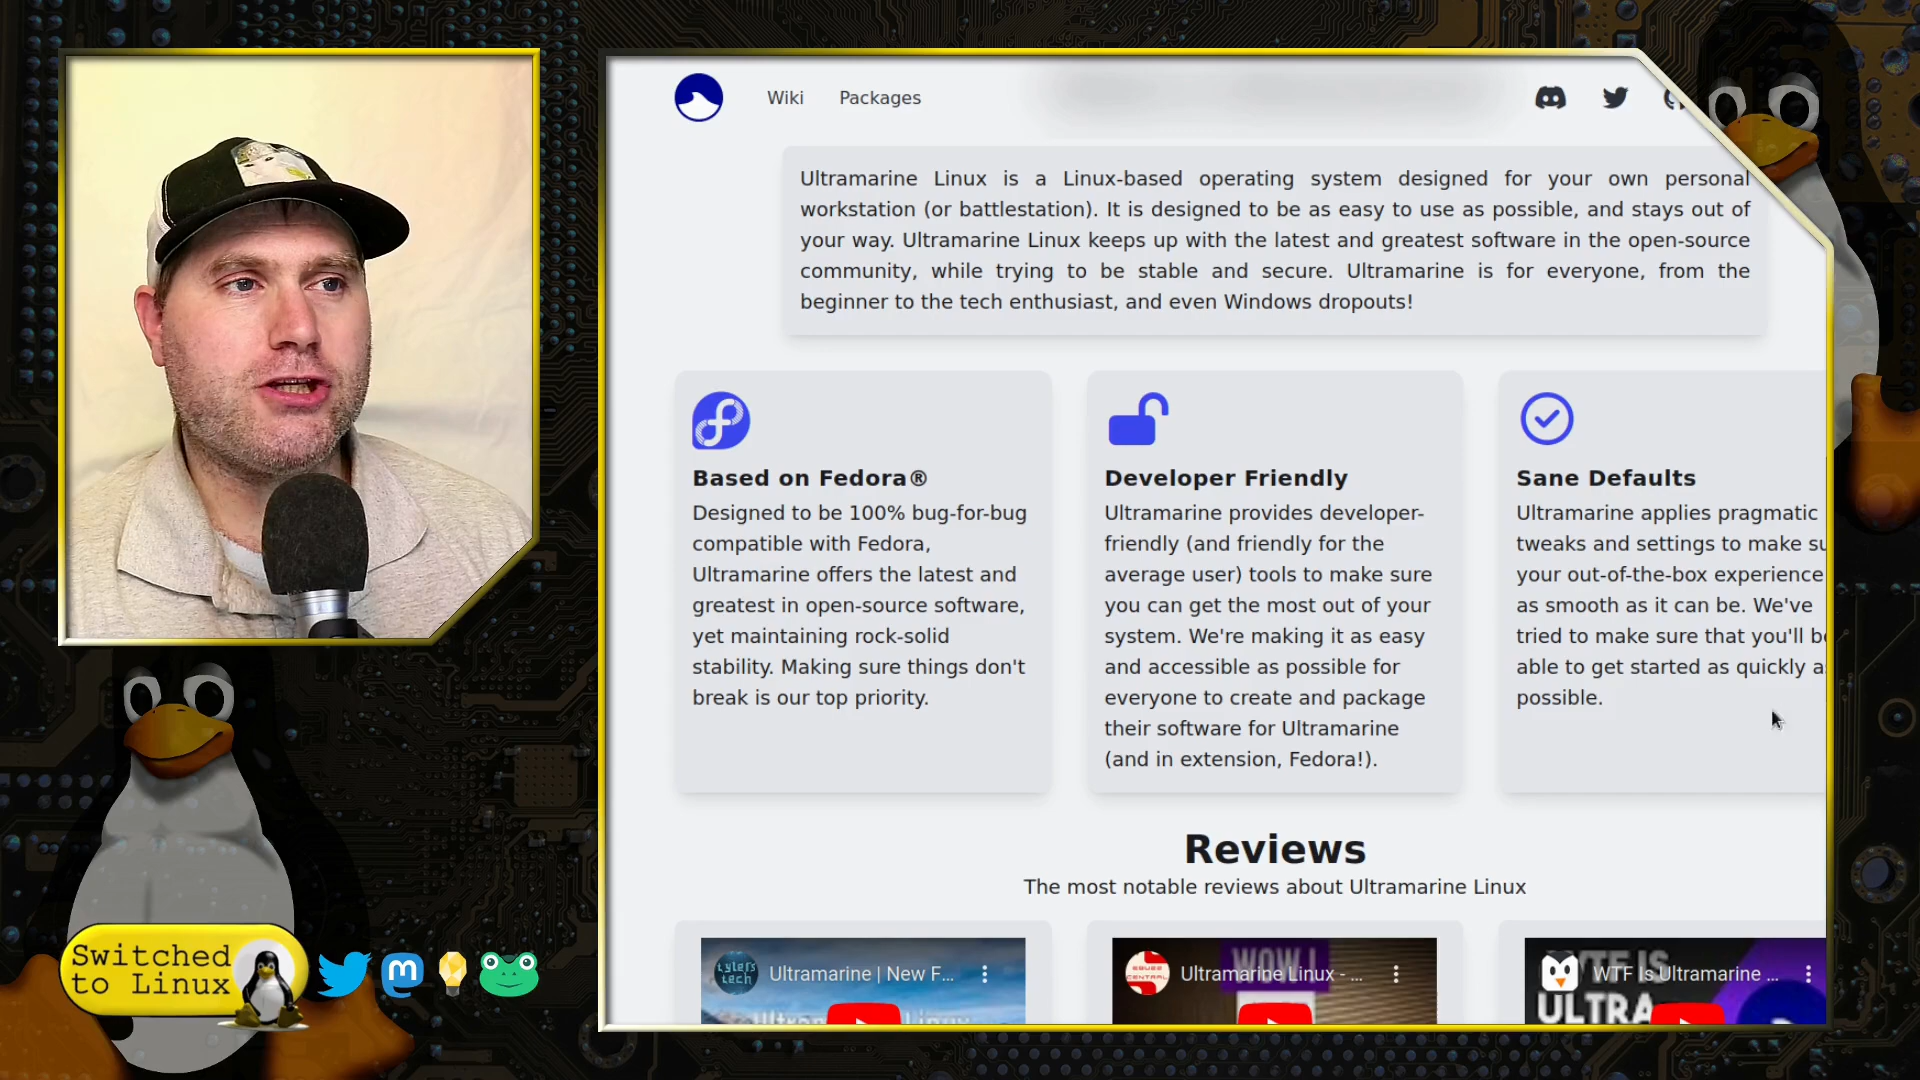 Wiki Packages
Ultramarine Linux is a Linux-based operating system designed for your own personal
workstation (or battlestation). It is designed to be as easy to use as possible, and stays out of
your way. Ultramarine Linux keeps up with the latest and greatest software in the open-source
community, while trying to be stable and secure. Ultramarine is for everyone, from the
beginner to the tech enthusiast, and even Windows dropouts!
Based on Fedora®
Designed to be 100% bug-for-bug
compatible with Fedora,
Ultramarine offers the latest and
greatest in open-source software,
yet maintaining rock-solid
stability. Making sure things don't
break is our top priority.
Developer Friendly
Ultramarine provides developer-
friendly (and friendly for the
average user) tools to make sure
you can get the most out of your
system. We're making it as easy
and accessible as possible for
everyone to create and package
their software for Ultramarine
(and in extension, Fedora!).
Sane Defaults
Ultramarine applies pragmatic
tweaks and settings to make su
your out-of-the-box experience
as smooth as it can be. We've
tried to make sure that you'll be
able to get started as quickly as
possible.
Reviews
The most notable reviews about Ultramarine Linux
tyler's
tech
Ultramarine | New F...
WOW!
Ultramarine Linux - ...
WTF Is Ultramarine ...
WTF IS
ULTRA
Switched
to Linux